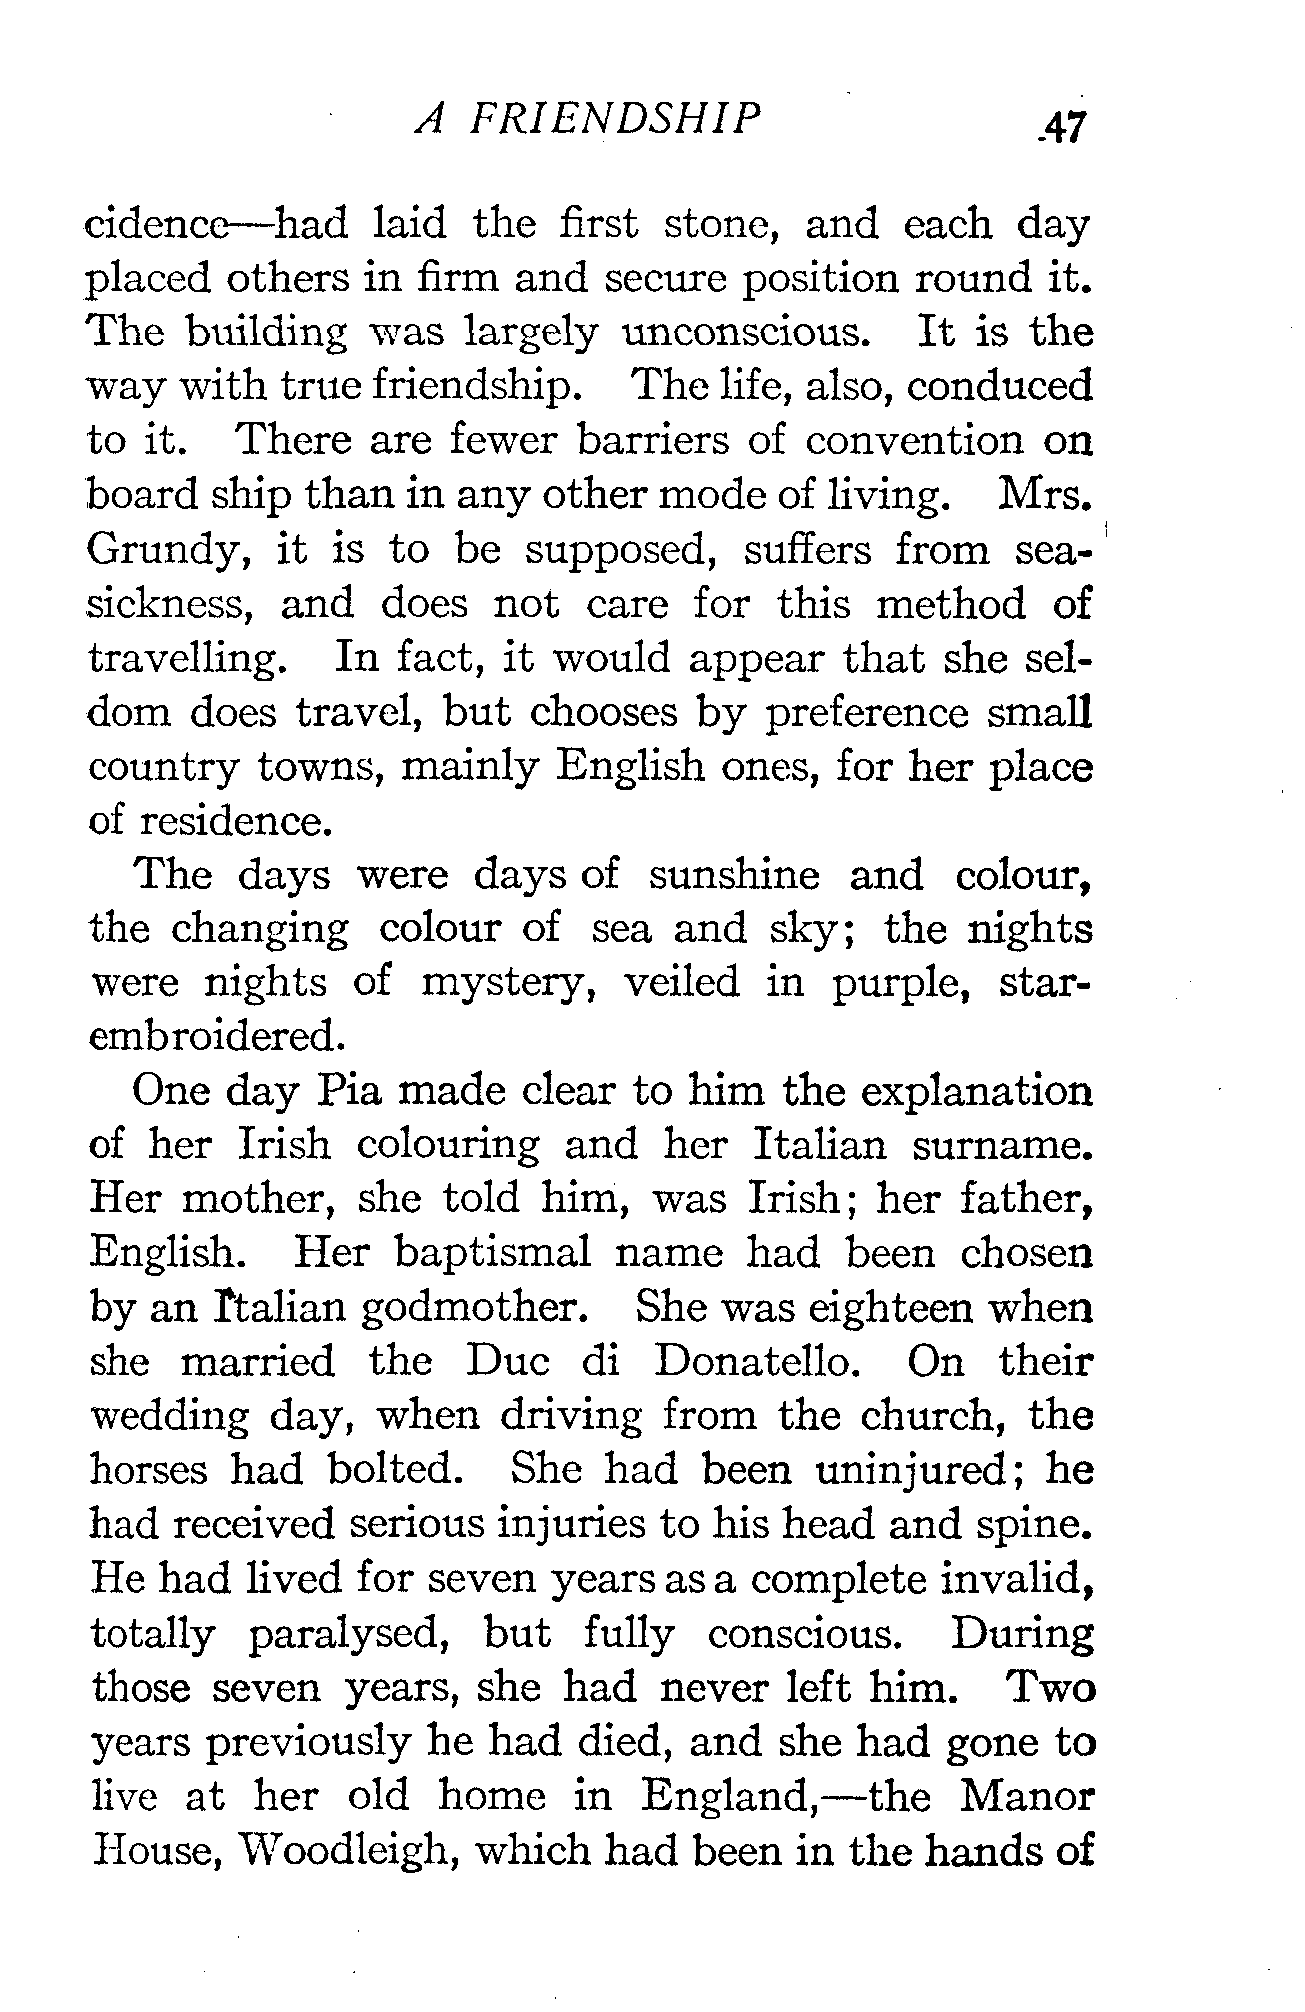 A FRIENDSHIP 47
cidence—had laid the first stone, and each day
placed others in firm and secure position round it.
The building was largely unconscious. It is the
way with true friendship. The life, also, conduced
to it. There are fewer barriers of convention on
board ship than in any other mode of living. Mrs.
Grundy, it is to be supposed, suffers from sea-
sickness, and does not care for this method of
travelling. In fact, it would appear that she sel-
dom does travel, but chooses by preference small
country towns, mainly English ones, for her place
of residence.
The days were days of sunshine and colour,
the changing colour of sea and sky; the nights
were nights of mystery, veiled in purple, star-
embroidered.
One day Pia made clear to him the explanation
of her Irish colouring and her Italian surname.
Her mother, she told him, was Irish; her father,
English. Her baptismal name had been chosen
by an Italian godmother. She was eighteen when
she married the Duc di Donatello. On their
wedding day, when driving from the church, the
horses had bolted. She had been uninjured; he
had received serious injuries to his head and spine.
He had lived for seven years as a complete invalid,
totally paralysed, but fully conscious. During
those seven years, she had never left him. Two
years previously he had died, and she had gone to
live at her old home in England,—the Manor
House, Woodleigh, which had been in the hands of